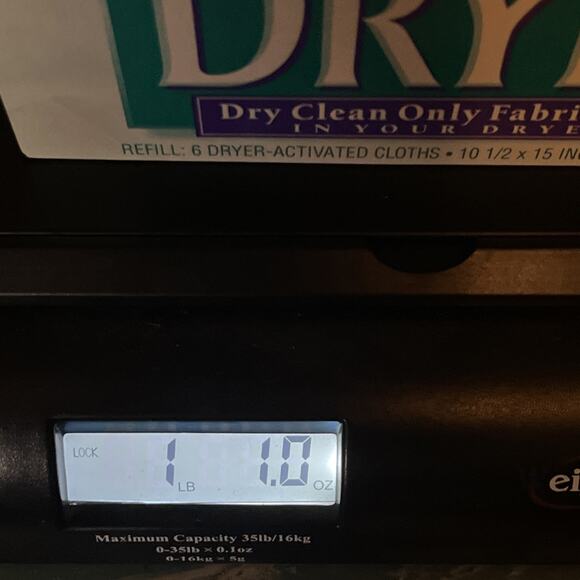 DRY
Dry Clean Only Fabri
IN YOUR DRYE
REFILL: 6 DRYER-ACTIVATED CLOTHS • 10 1/2 x 15 IN
LOCK 1 LB 1.0 OZ
ei
Maximum Capacity 35lb/16kg
0-35lb × 0.1oz
0-16kg × 5g